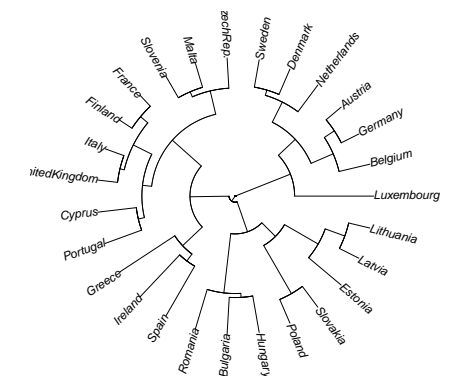 zechRep.
Sweden
Denmark
Netherlands
Austria
Germany
Belgium
Luxembourg
Lithuania
Latvia
Estonia
Slovakia
Poland
Hungary
Bulgaria
Romania
Spain
Ireland
Greece
Portugal
Cyprus
nitedKingdom
Italy
Finland
France
Slovenia
Malta